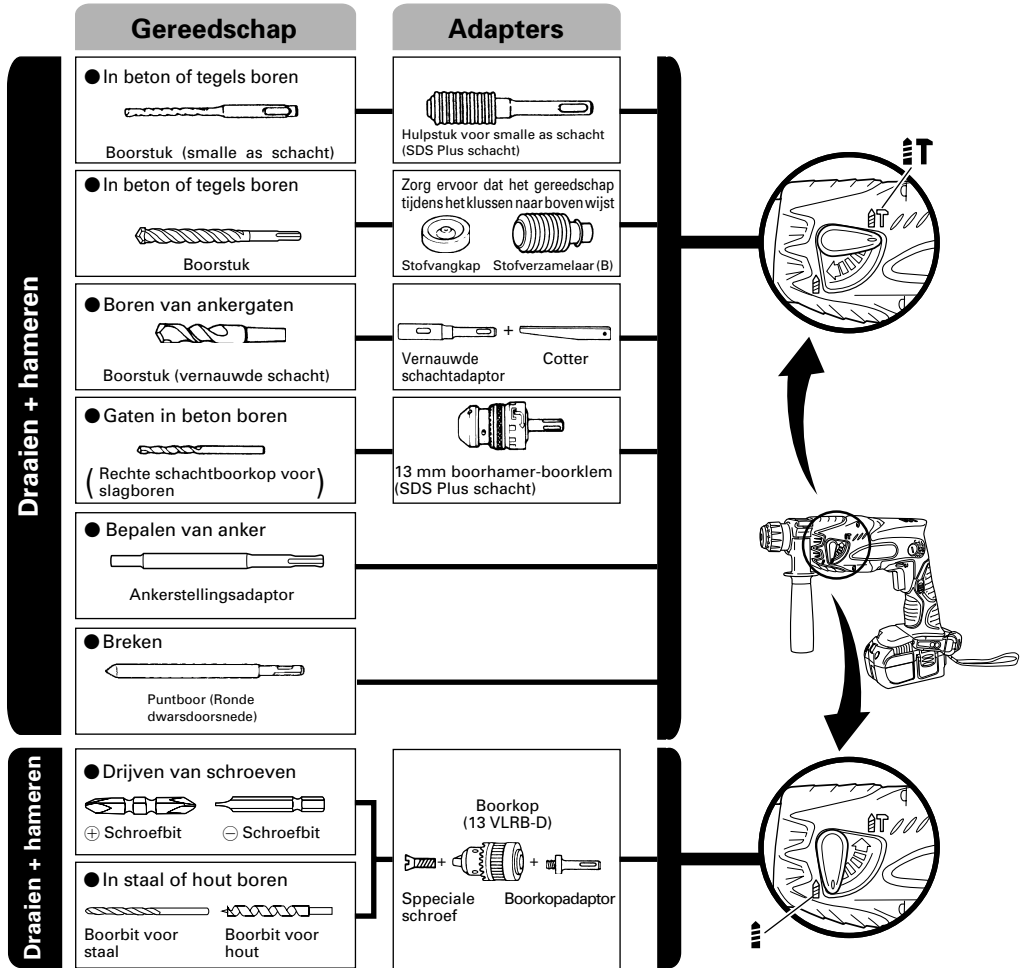 Gereedschap
Adapters
Draaien + hameren
● In beton of tegels boren
Boorstuk (smalle as schacht)
Hulpstuk voor smalle as schacht
(SDS Plus schacht)
● In beton of tegels boren
Boorstuk
Zorg ervoor dat het gereedschap
tijdens het klussen naar boven wijst
Stofvangkap
Stofverzamelaar (B)
● Boren van ankergaten
Boorstuk (vernauwde schacht)
Vernauwde
schachtadaptor
+
Cotter
● Gaten in beton boren
( Rechte schachtboorkop voor
slagboren )
13 mm boorhamer-boorklem
(SDS Plus schacht)
● Bepalen van anker
Ankerstellingsadaptor
● Breken
Puntboor (Ronde
dwarsdoorsnede)
Draaien + hameren
● Drijven van schroeven
⊕ Schroefbit
⊖ Schroefbit
● In staal of hout boren
Boorbit voor
staal
Boorbit voor
hout
Boorkop
(13 VLRB-D)
+
+
Sppeciale
schroef
Boorkopadaptor